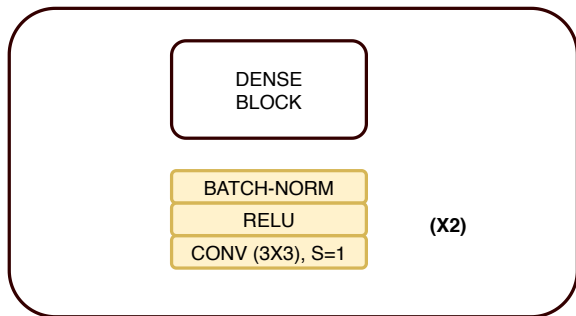 DENSE
BLOCK
BATCH-NORM
RELU
(X2)
CONV (3X3), S=1